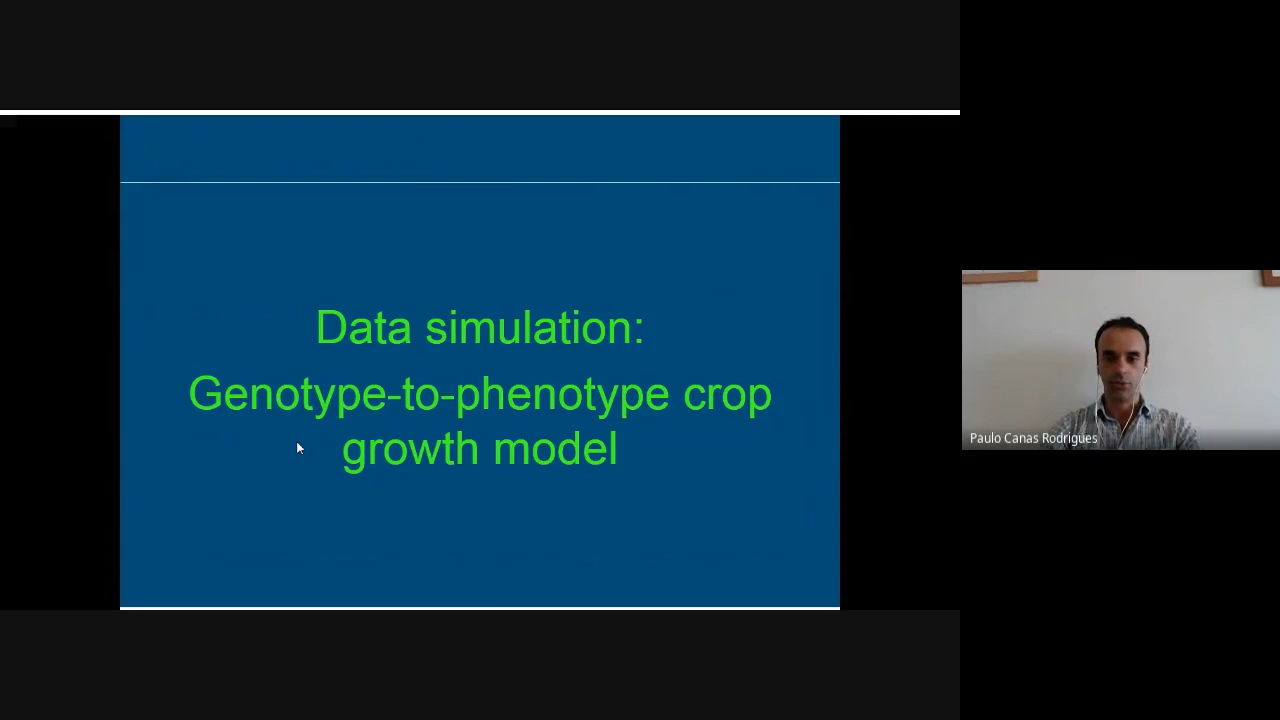 Data simulation:
Genotype-to-phenotype crop
growth model
Paulo Canas Rodrigues